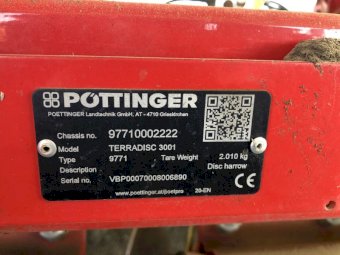 PÖTTINGER
POETTINGER Landtechnik GmbH, AT - 4710 Grieskirchen
Chassis no. 97710002222
Model TERRADISC 3001
Type 9771 Tare Weight 2.010 kg
Description Disc harrow
Serial no. VBP00070008006890
CE
www.poettinger.at/poetpro 20-EN